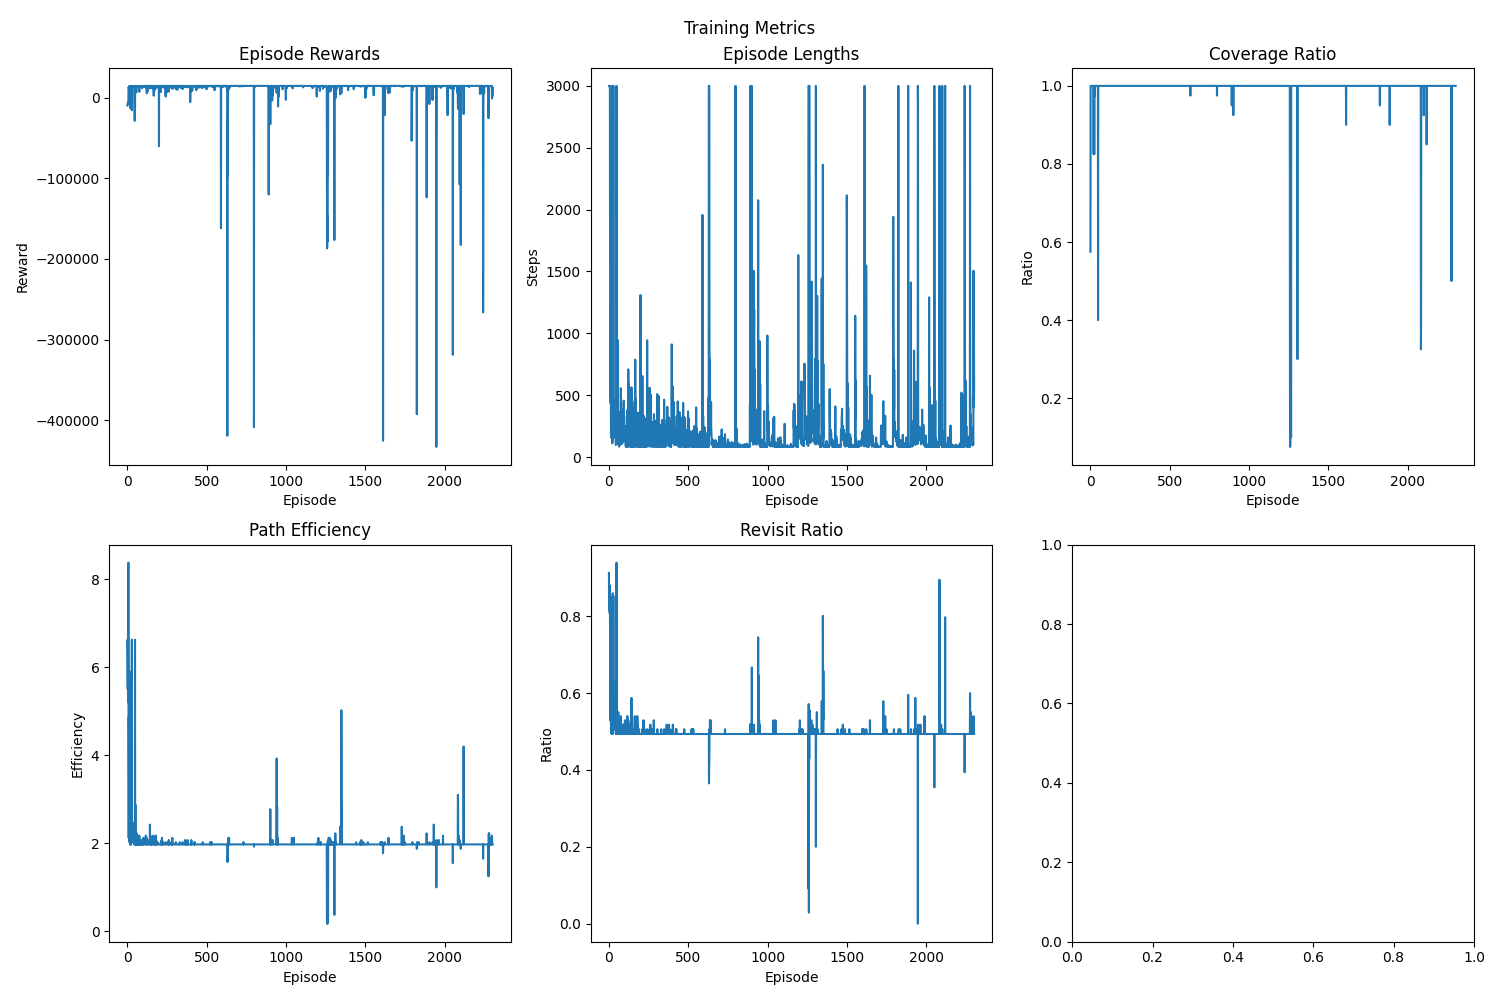 Training Metrics
Episode Rewards
0
−100000
−200000
−300000
−400000
Reward
0 500 1000 1500 2000
Episode
Episode Lengths
3000
2500
2000
1500
1000
500
0
Steps
0 500 1000 1500 2000
Episode
Coverage Ratio
1.0
0.8
0.6
0.4
0.2
Ratio
0 500 1000 1500 2000
Episode
Path Efficiency
8
6
4
2
0
Efficiency
0 500 1000 1500 2000
Episode
Revisit Ratio
0.8
0.6
0.4
0.2
0.0
Ratio
0 500 1000 1500 2000
Episode
1.0
0.8
0.6
0.4
0.2
0.0
0.0 0.2 0.4 0.6 0.8 1.0